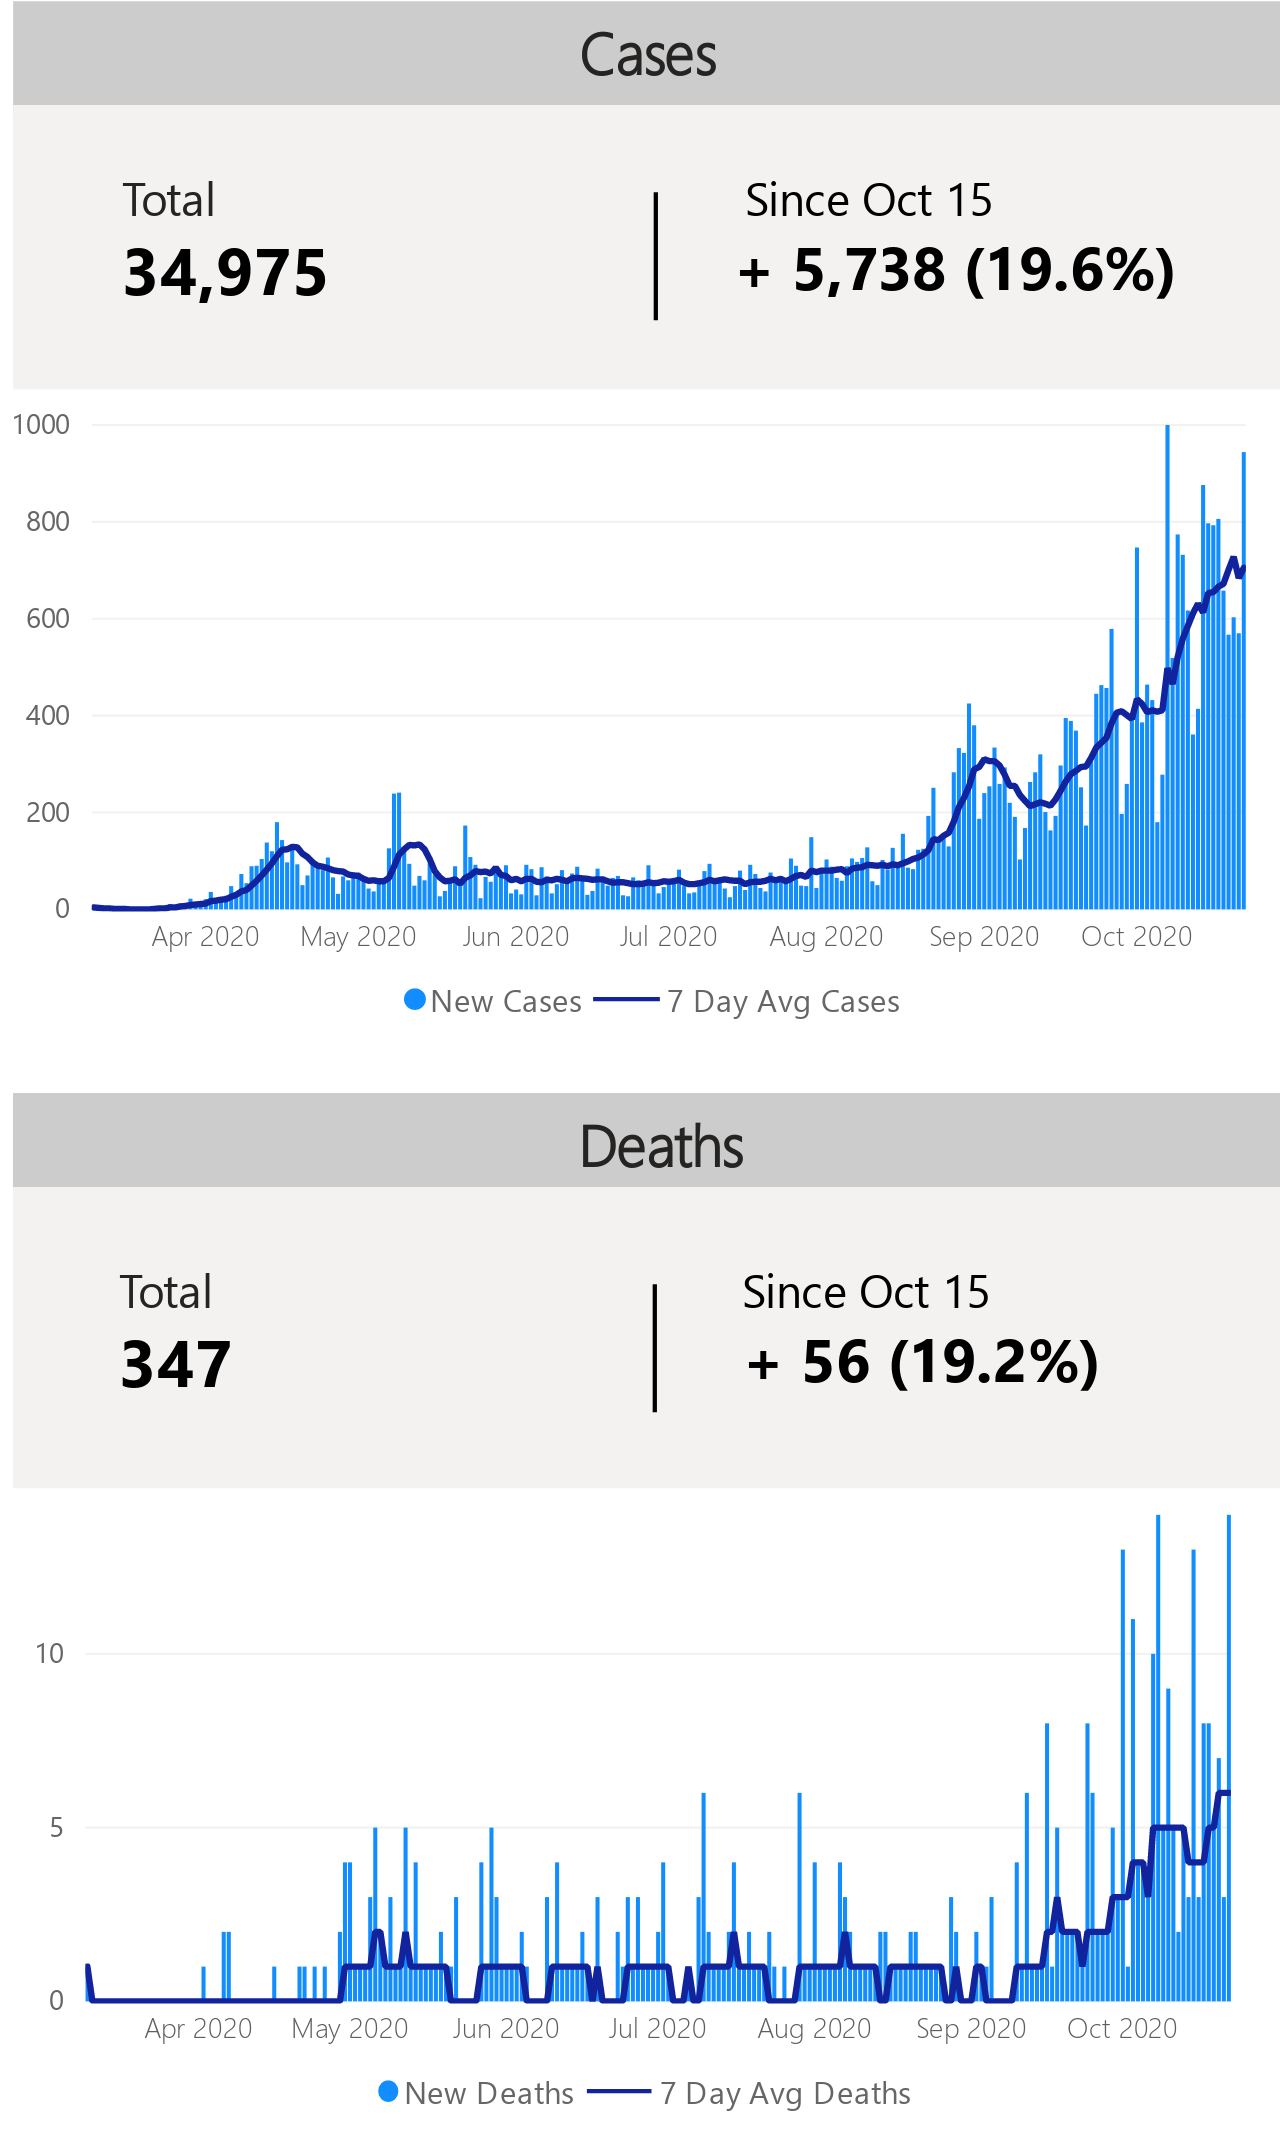 Cases
Total
Since Oct 15
34,975
+ 5,738 (19.6%)
1000
800
600
400
200
0
Apr 2020 May 2020 Jun 2020 Jul 2020 Aug 2020 Sep 2020 Oct 2020
New Cases 7 Day Avg Cases
Deaths
Total
Since Oct 15
347
+ 56 (19.2%)
10
5
0
Apr 2020 May 2020 Jun 2020 Jul 2020 Aug 2020 Sep 2020 Oct 2020
New Deaths 7 Day Avg Deaths